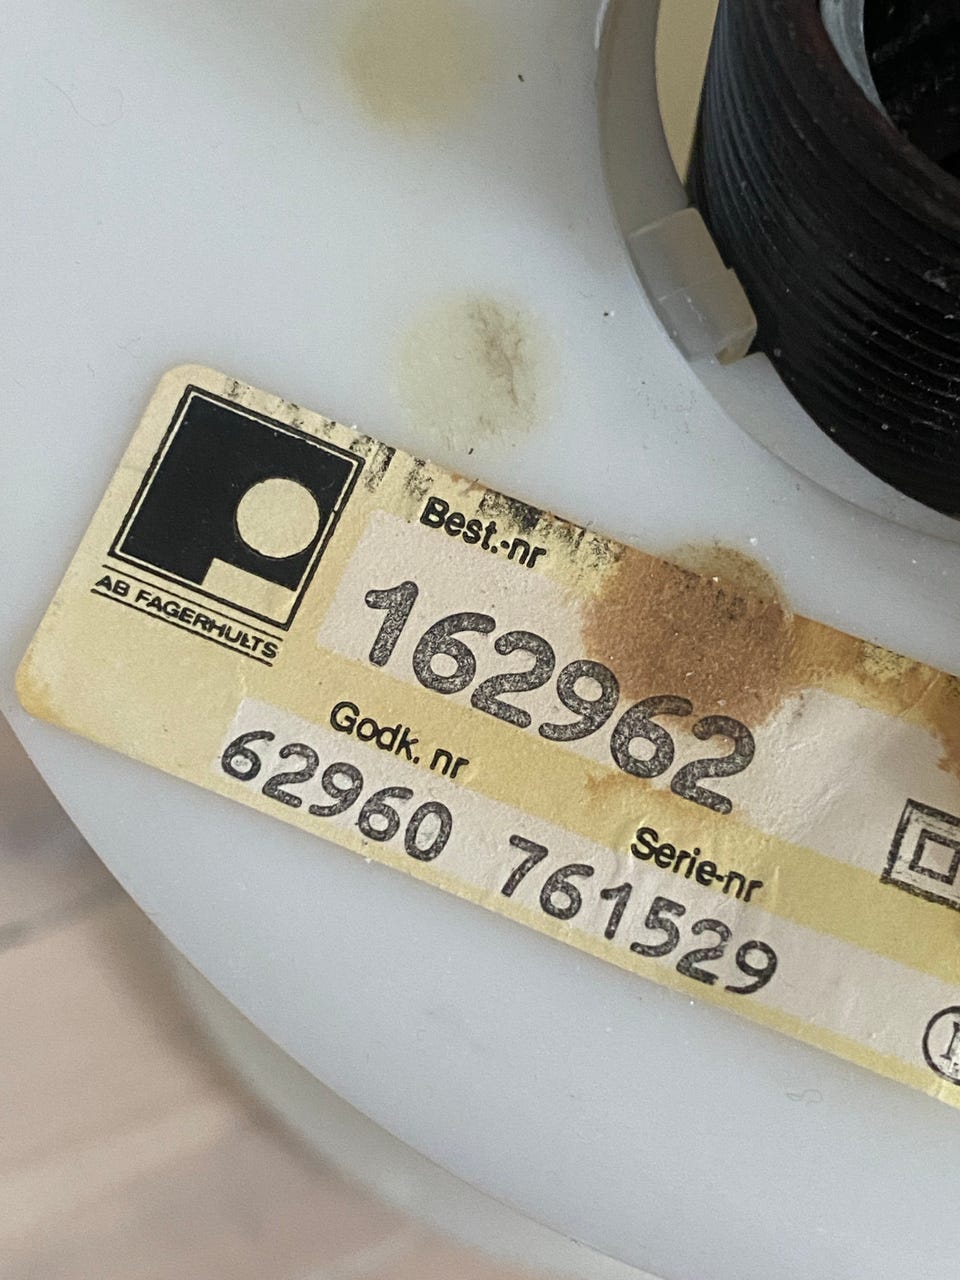 AB FAGERHULTS
Best.-nr
162962
Godk. nr
62960
Serie-nr
761529